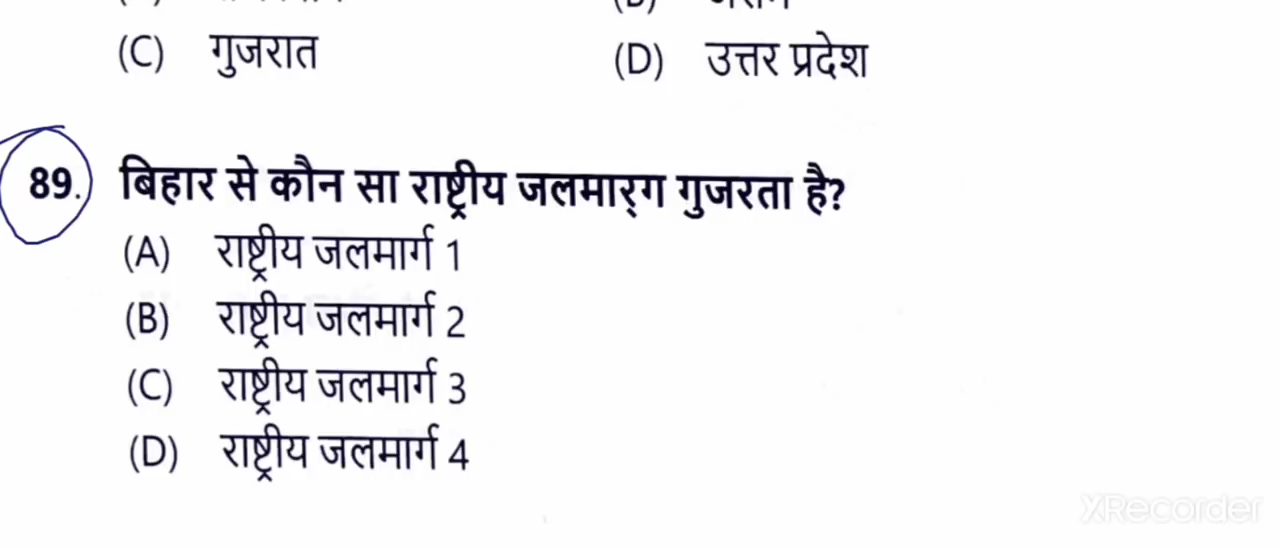 (C) गुजरात (D) उत्तर प्रदेश
89. बिहार से कौन सा राष्ट्रीय जलमार्‌ग गुजरता है?
(A) राष्ट्रीय जलमार्ग 1
(B) राष्ट्रीय जलमार्ग 2
(C) राष्ट्रीय जलमार्ग 3
(D) राष्ट्रीय जलमार्ग 4
XRecorder